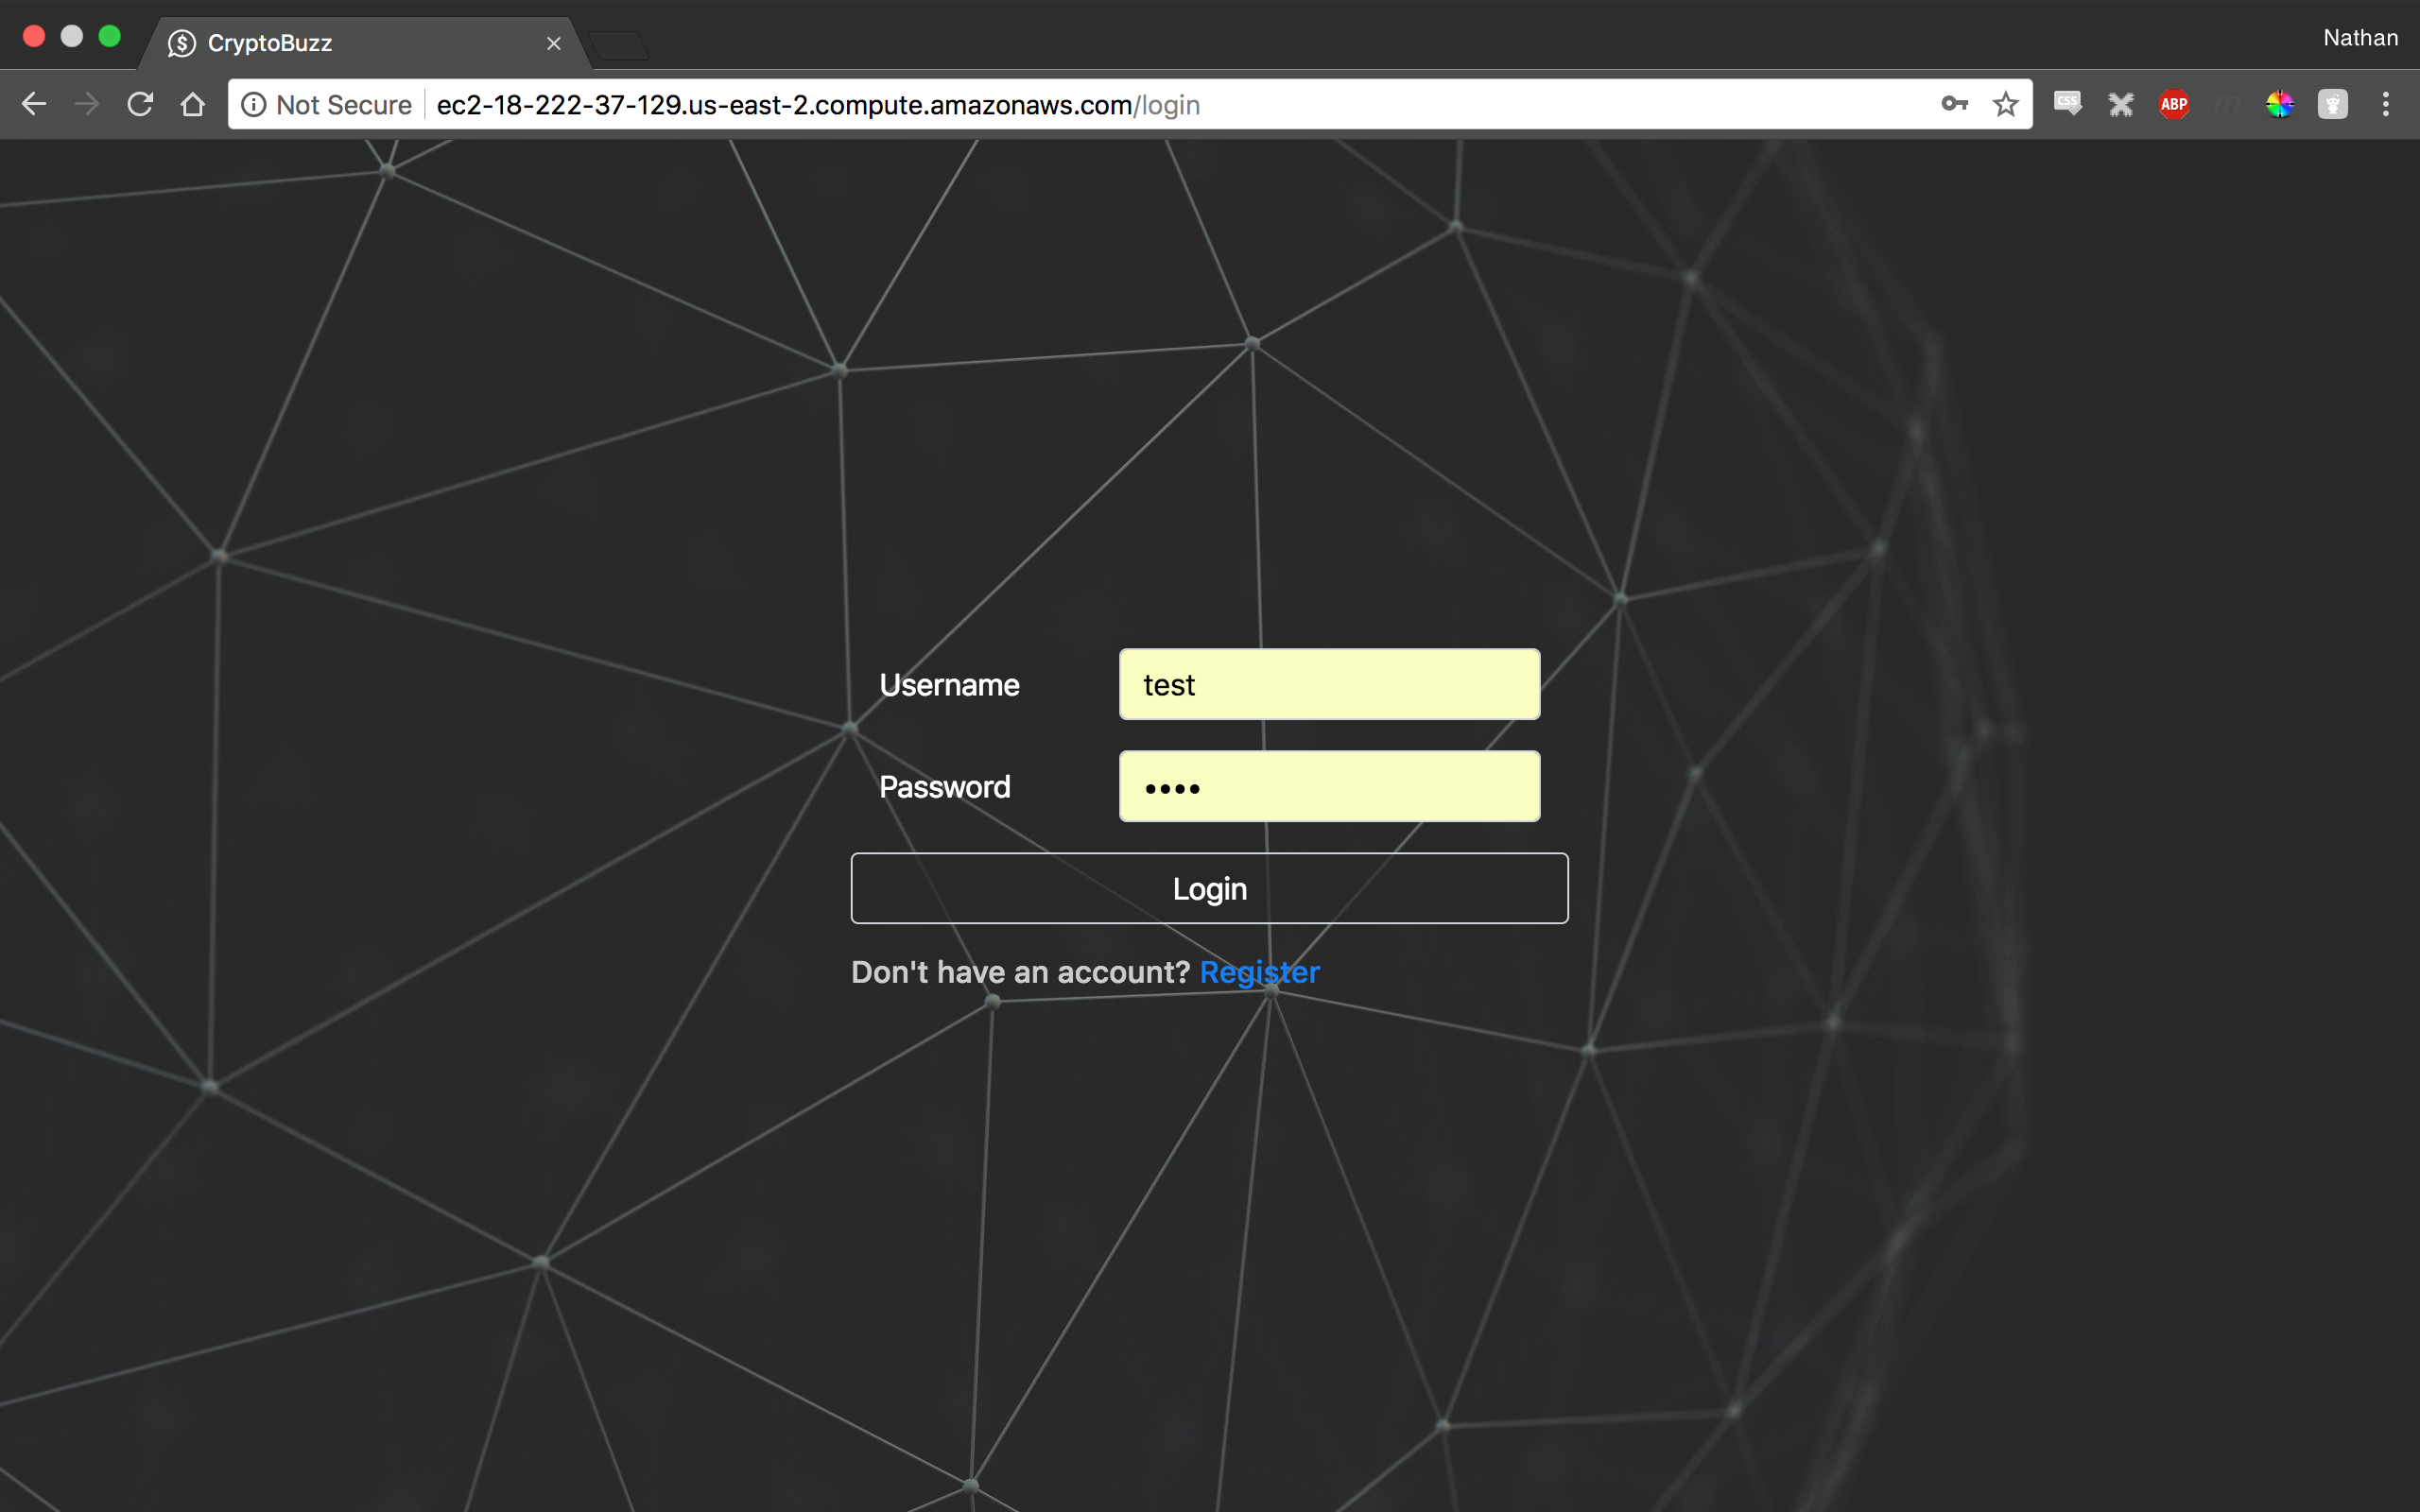 CryptoBuzz
Nathan
Not Secure ec2-18-222-37-129.us-east-2.compute.amazonaws.com/login
CSS
ABP
m
Username test
Password ••••
Login
Don't have an account? Register